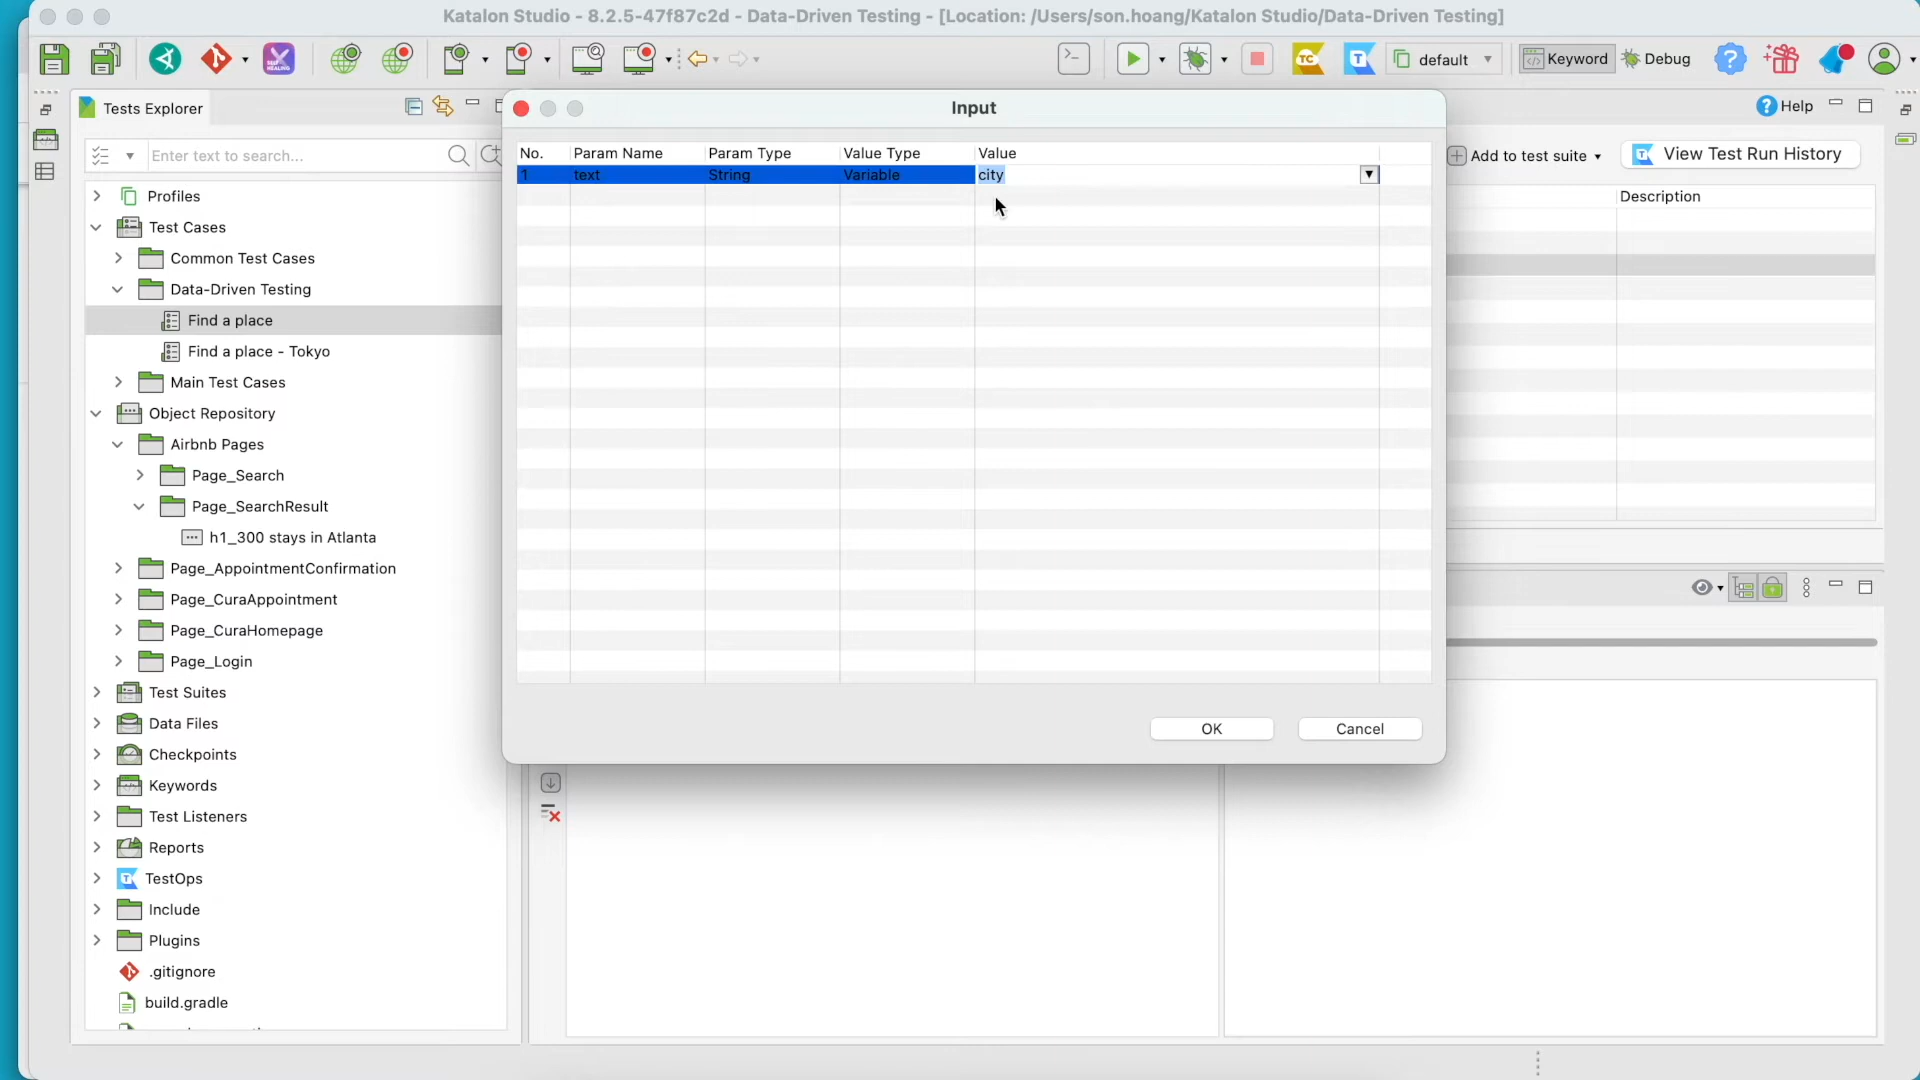 Katalon Studio - 8.2.5-47f87c2d - Data-Driven Testing - [Location: /Users/son.hoang/Katalon Studio/Data-Driven Testing]
SELF HEALING
TC
T
default
Keyword
Debug
Tests Explorer
Input
Help
Enter text to search...
No.
Param Name
Param Type
Value Type
Value
Add to test suite
View Test Run History
1
text
String
Variable
city
Profiles
Description
Test Cases
Common Test Cases
Data-Driven Testing
Find a place
Find a place - Tokyo
Main Test Cases
Object Repository
Airbnb Pages
Page_Search
Page_SearchResult
h1_300 stays in Atlanta
Page_AppointmentConfirmation
Page_CuraAppointment
Page_CuraHomepage
Page_Login
Test Suites
Data Files
OK
Cancel
Checkpoints
Keywords
Test Listeners
Reports
TestOps
Include
Plugins
.gitignore
build.gradle